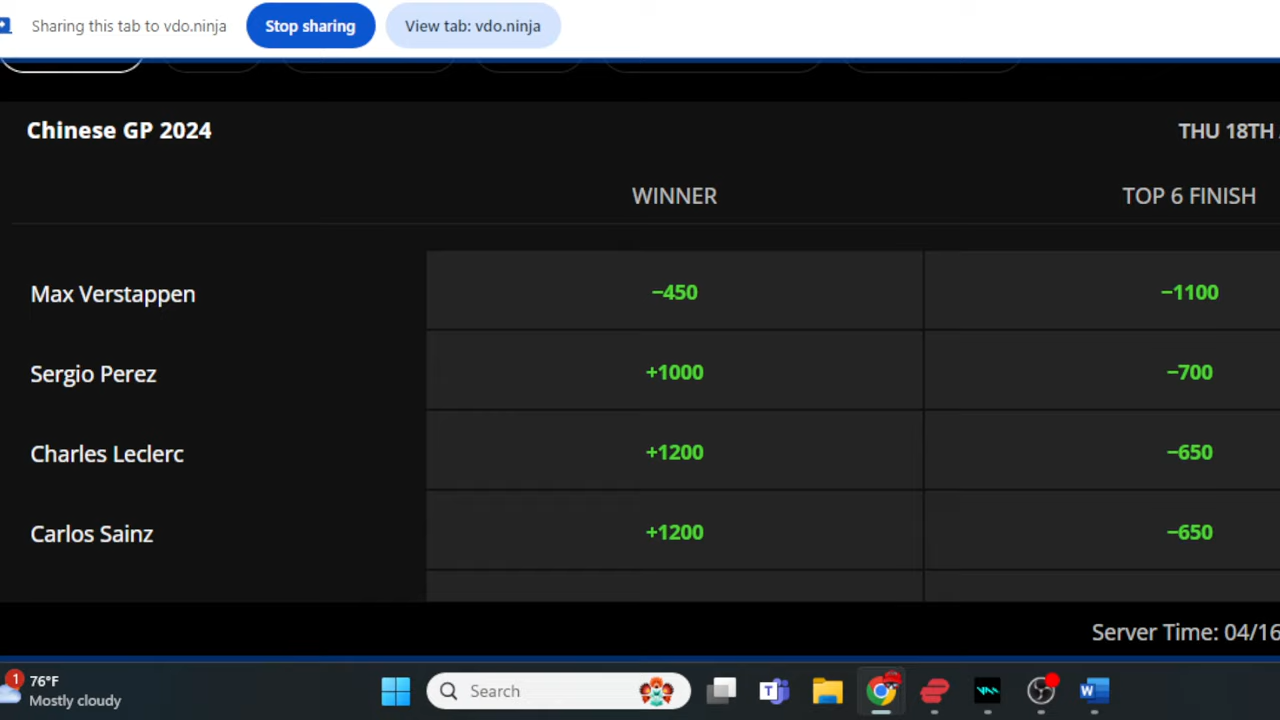 Sharing this tab to vdo.ninja Stop sharing View tab: vdo.ninja
Chinese GP 2024 THU 18TH
WINNER TOP 6 FINISH
Max Verstappen −450 −1100
Sergio Perez +1000 −700
Charles Leclerc +1200 −650
Carlos Sainz +1200 −650
Server Time: 04/16
1 76°F
Mostly cloudy
Search